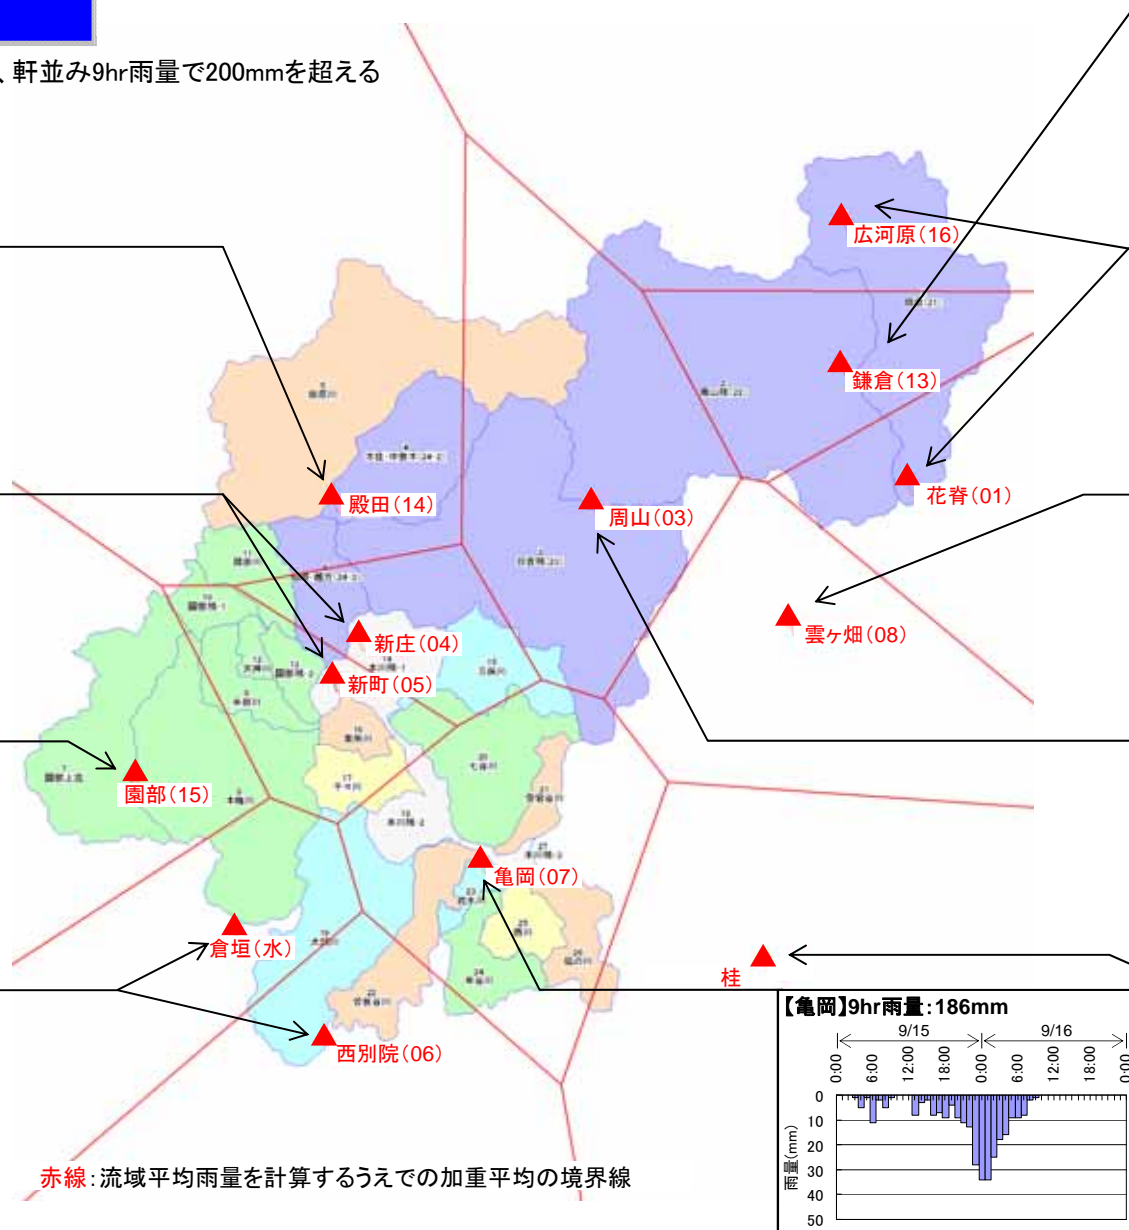 、軒並み9hr雨量で200mmを超える
広河原(16)
鎌倉(13)
殿田(14)
周山(03)
花脊(01)
雲ヶ畑(08)
新庄(04)
新町(05)
園部(15)
亀岡(07)
倉垣(水)
桂
西別院(06)
【亀岡】9hr雨量:186mm
9/15 9/16
0:00 6:00 12:00 18:00 0:00 6:00 12:00 18:00 0:00
雨量(mm)
0
10
20
30
40
50
赤線:流域平均雨量を計算するうえでの加重平均の境界線